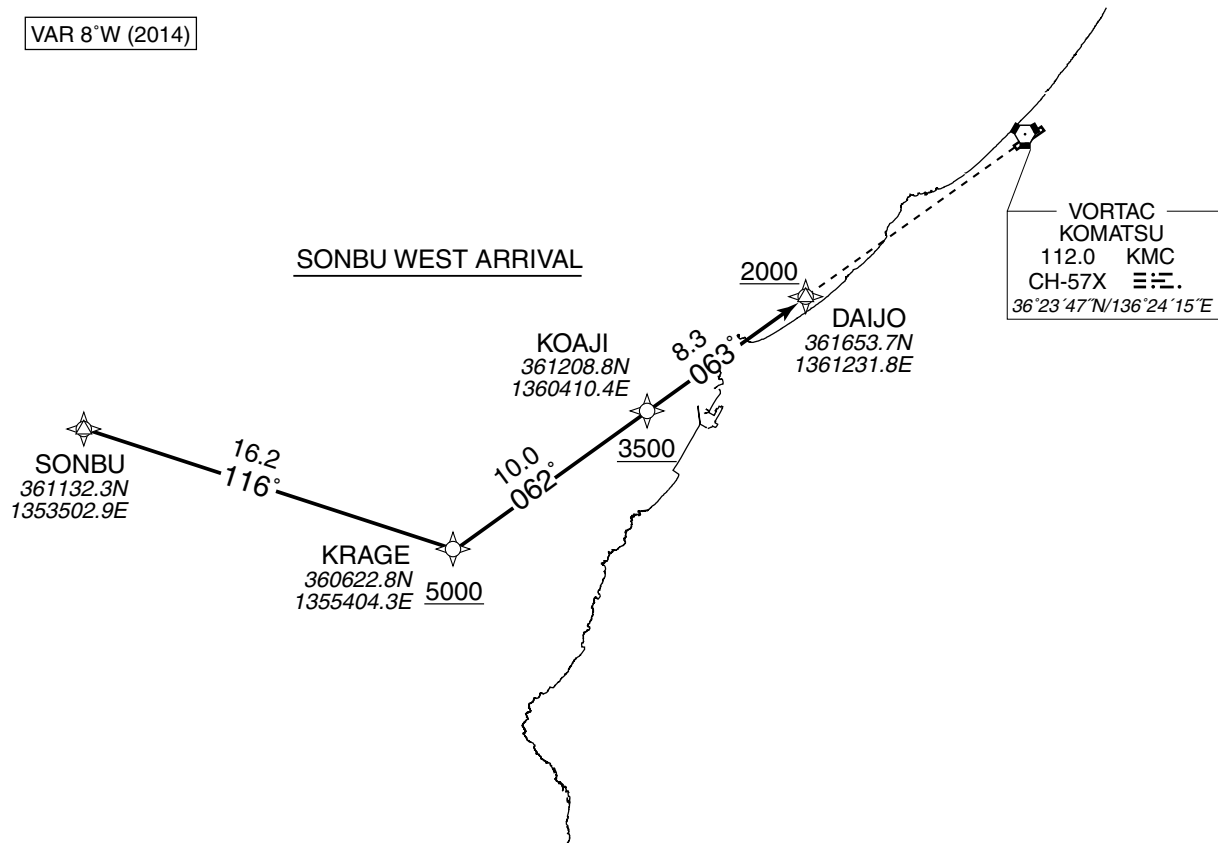 VAR 8°W (2014)
SONBU WEST ARRIVAL
VORTAC
KOMATSU
112.0 KMC
CH-57X
36°23´47˝N/136°24´15˝E
2000
DAIJO
361653.7N
1361231.8E
8.3
063°
KOAJI
361208.8N
1360410.4E
3500
10.0
062°
16.2
116°
SONBU
361132.3N
1353502.9E
KRAGE
360622.8N
1355404.3E
5000